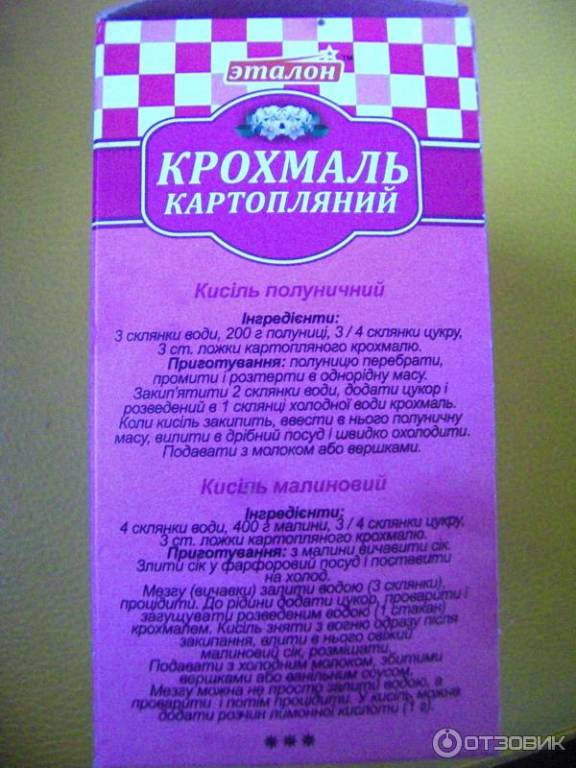 эталон™
КРОХМАЛЬ
КАРТОПЛЯНИЙ
Кисіль полуничний
Інгредієнти:
3 склянки води, 200 г полуниці, 3 / 4 склянки цукру,
3 ст. ложки картопляного крохмалю.
Приготування: полуницю перебрати,
промити і розтерти в однорідну масу.
Закип'ятити 2 склянки води, додати цукор і
розведений в 1 склянці холодної води крохмаль.
Коли кисіль закипить, ввести в нього полуничну
масу, вилити в дрібний посуд і швидко охолодити.
Подавати з молоком або вершками.
Кисіль малиновий
Інгредієнти:
4 склянки води, 400 г малини, 3 / 4 склянки цукру,
3 ст. ложки картопляного крохмалю.
Приготування: з малини вичавити сік.
Злити сік у фарфоровий посуд і поставити
на холод.
Мезгу (вичавки) залити водою (3 склянки),
процідити. До рідини додати цукор, проварити і
загущувати розведеним водою (1 стакан)
крохмалем. Кисіль зняти з вогню одразу після
закипання, влити в нього свіжий
малиновий сік, розмішати.
Подавати з холодним молоком, збитими
вершками або ванільним соусом.
Мезгу можна не просто залити водою, а
проварити і потім процідити. У кисіль можна
додати розчин лимонної кислоти (1 г).
***
ОТЗОВИК